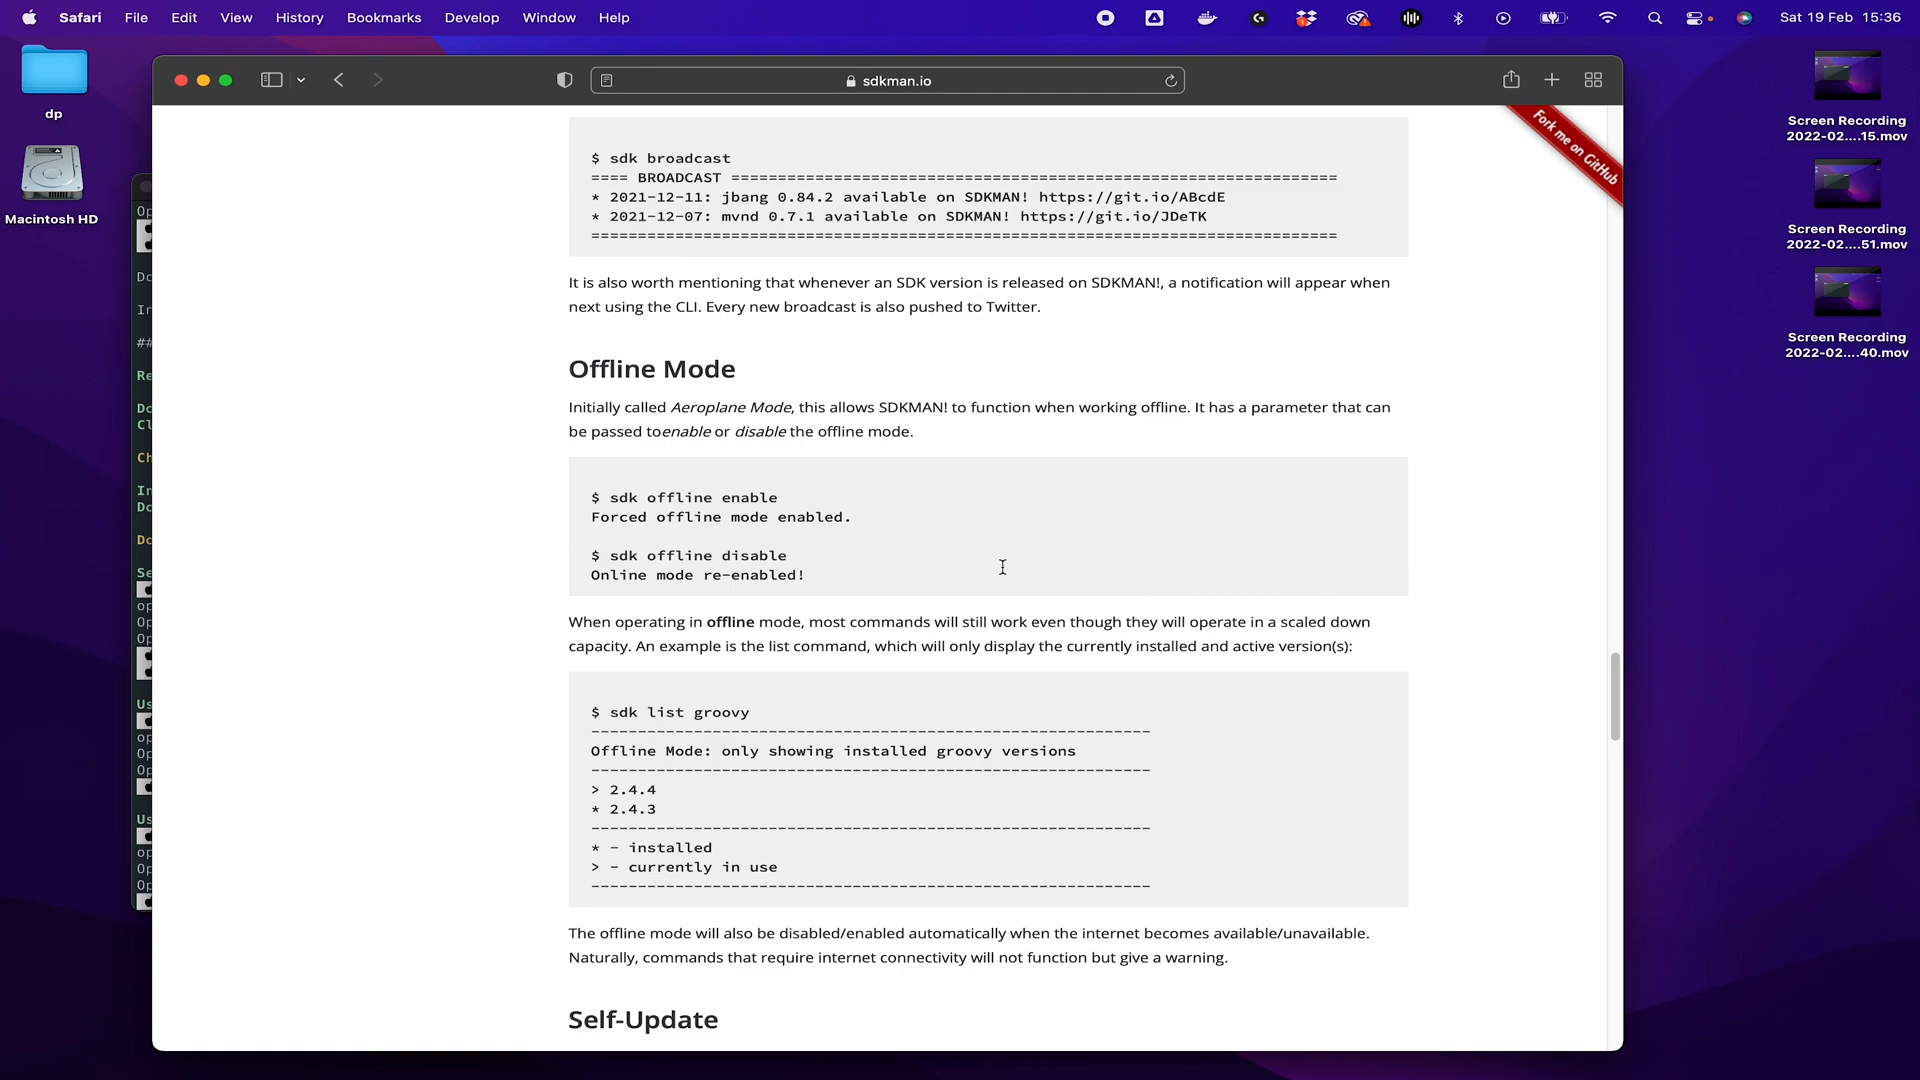 Safari File Edit View History Bookmarks Develop Window Help
Sat 19 Feb 15:36
dp
Macintosh HD
Screen Recording
2022-02....15.mov
Screen Recording
2022-02....51.mov
Screen Recording
2022-02....40.mov
sdkman.io
Fork me on GitHub
$ sdk broadcast
==== BROADCAST =================================================================
* 2021-12-11: jbang 0.84.2 available on SDKMAN! https://git.io/ABcdE
* 2021-12-07: mvnd 0.7.1 available on SDKMAN! https://git.io/JDeTK
================================================================================
It is also worth mentioning that whenever an SDK version is released on SDKMAN!, a notification will appear when
next using the CLI. Every new broadcast is also pushed to Twitter.
Offline Mode
Initially called Aeroplane Mode, this allows SDKMAN! to function when working offline. It has a parameter that can
be passed toenable or disable the offline mode.
$ sdk offline enable
Forced offline mode enabled.
$ sdk offline disable
Online mode re-enabled!
When operating in offline mode, most commands will still work even though they will operate in a scaled down
capacity. An example is the list command, which will only display the currently installed and active version(s):
$ sdk list groovy
------------------------------------------------------------
Offline Mode: only showing installed groovy versions
------------------------------------------------------------
> 2.4.4
* 2.4.3
------------------------------------------------------------
* - installed
> - currently in use
------------------------------------------------------------
The offline mode will also be disabled/enabled automatically when the internet becomes available/unavailable.
Naturally, commands that require internet connectivity will not function but give a warning.
Self-Update